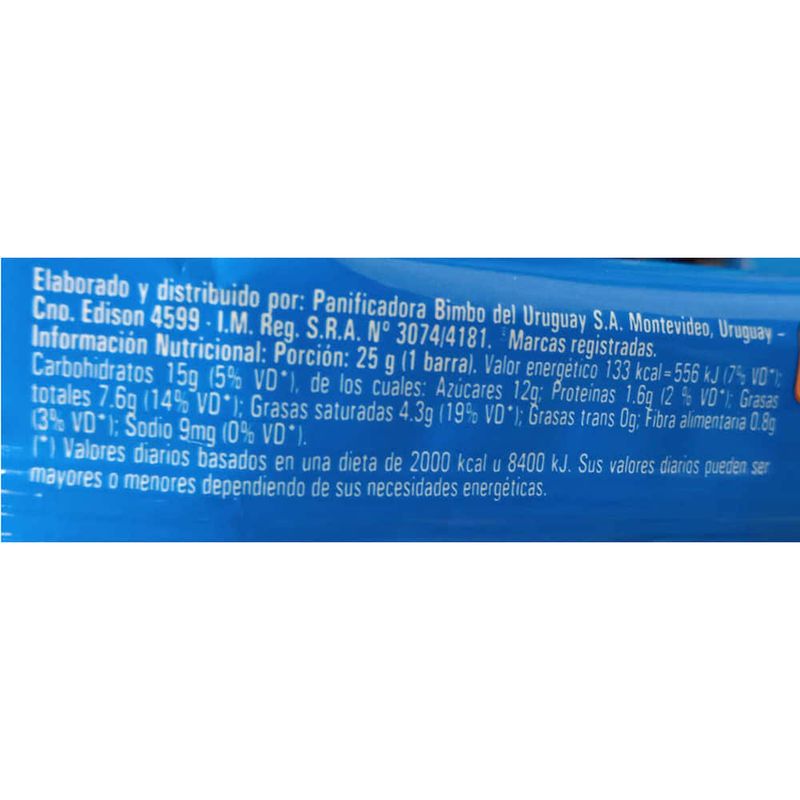 Elaborado y distribuido por: Panificadora Bimbo del Uruguay S.A. Montevideo, Uruguay -
Cno. Edison 4599 - I.M. Reg. S.R.A. Nº 3074/4181. Marcas registradas.
Información Nutricional: Porción: 25 g (1 barra). Valor energético 133 kcal=556 kJ (7% VD*);
Carbohidratos 15g (5% VD*), de los cuales: Azúcares 12g; Proteinas 1.6g (2 % VD*); Grasas
totales 7.6g (14% VD*); Grasas saturadas 4.3g (19% VD*); Grasas trans 0g; Fibra alimentaria 0.8g
(3% VD*); Sodio 9mg (0% VD*).
(*) Valores diarios basados en una dieta de 2000 kcal u 8400 kJ. Sus valores diarios pueden ser
mayores o menores dependiendo de sus necesidades energéticas.